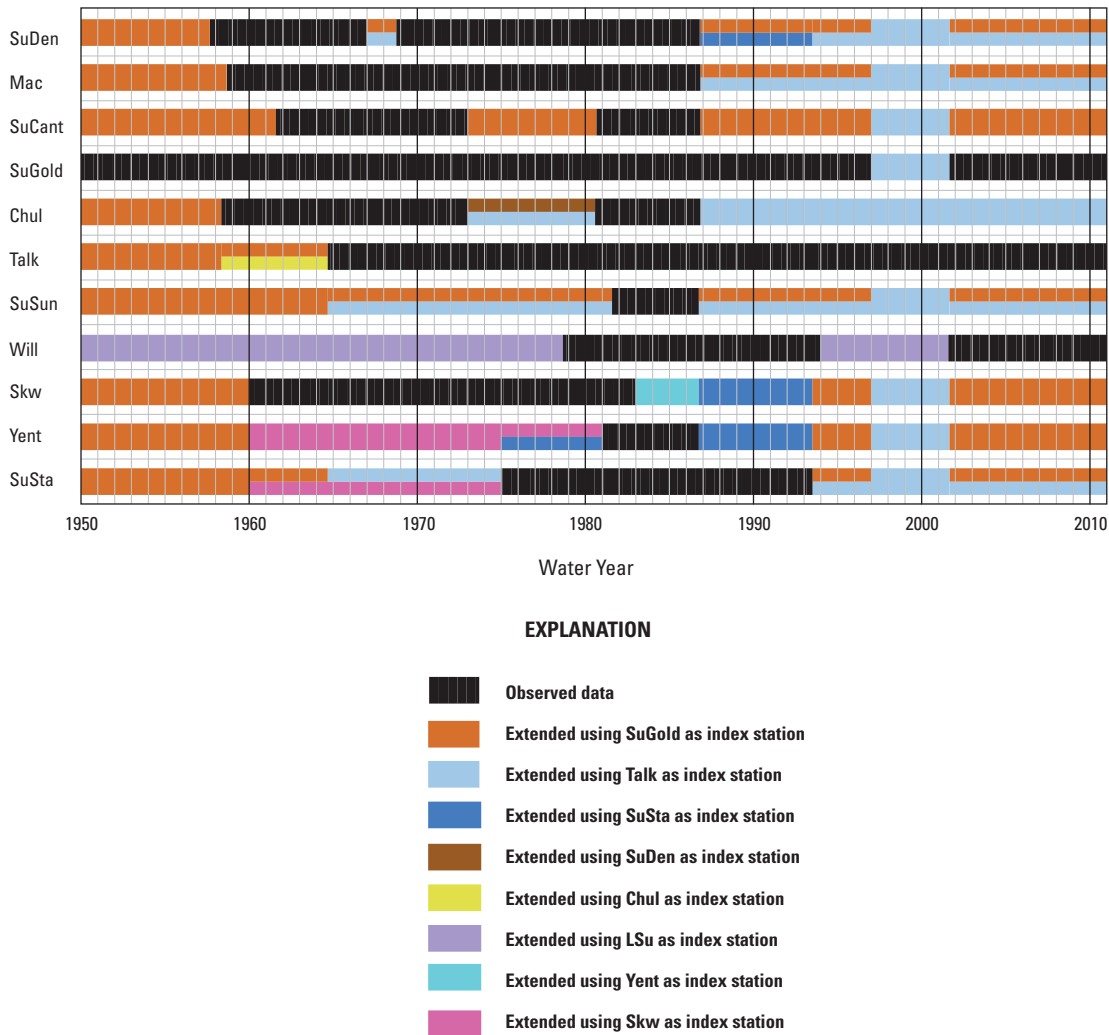 SuDen
Mac
SuCant
SuGold
Chul
Talk
SuSun
Will
Skw
Yent
SuSta
1950 1960 1970 1980 1990 2000 2010
Water Year
EXPLANATION
Observed data
Extended using SuGold as index station
Extended using Talk as index station
Extended using SuSta as index station
Extended using SuDen as index station
Extended using Chul as index station
Extended using LSu as index station
Extended using Yent as index station
Extended using Skw as index station